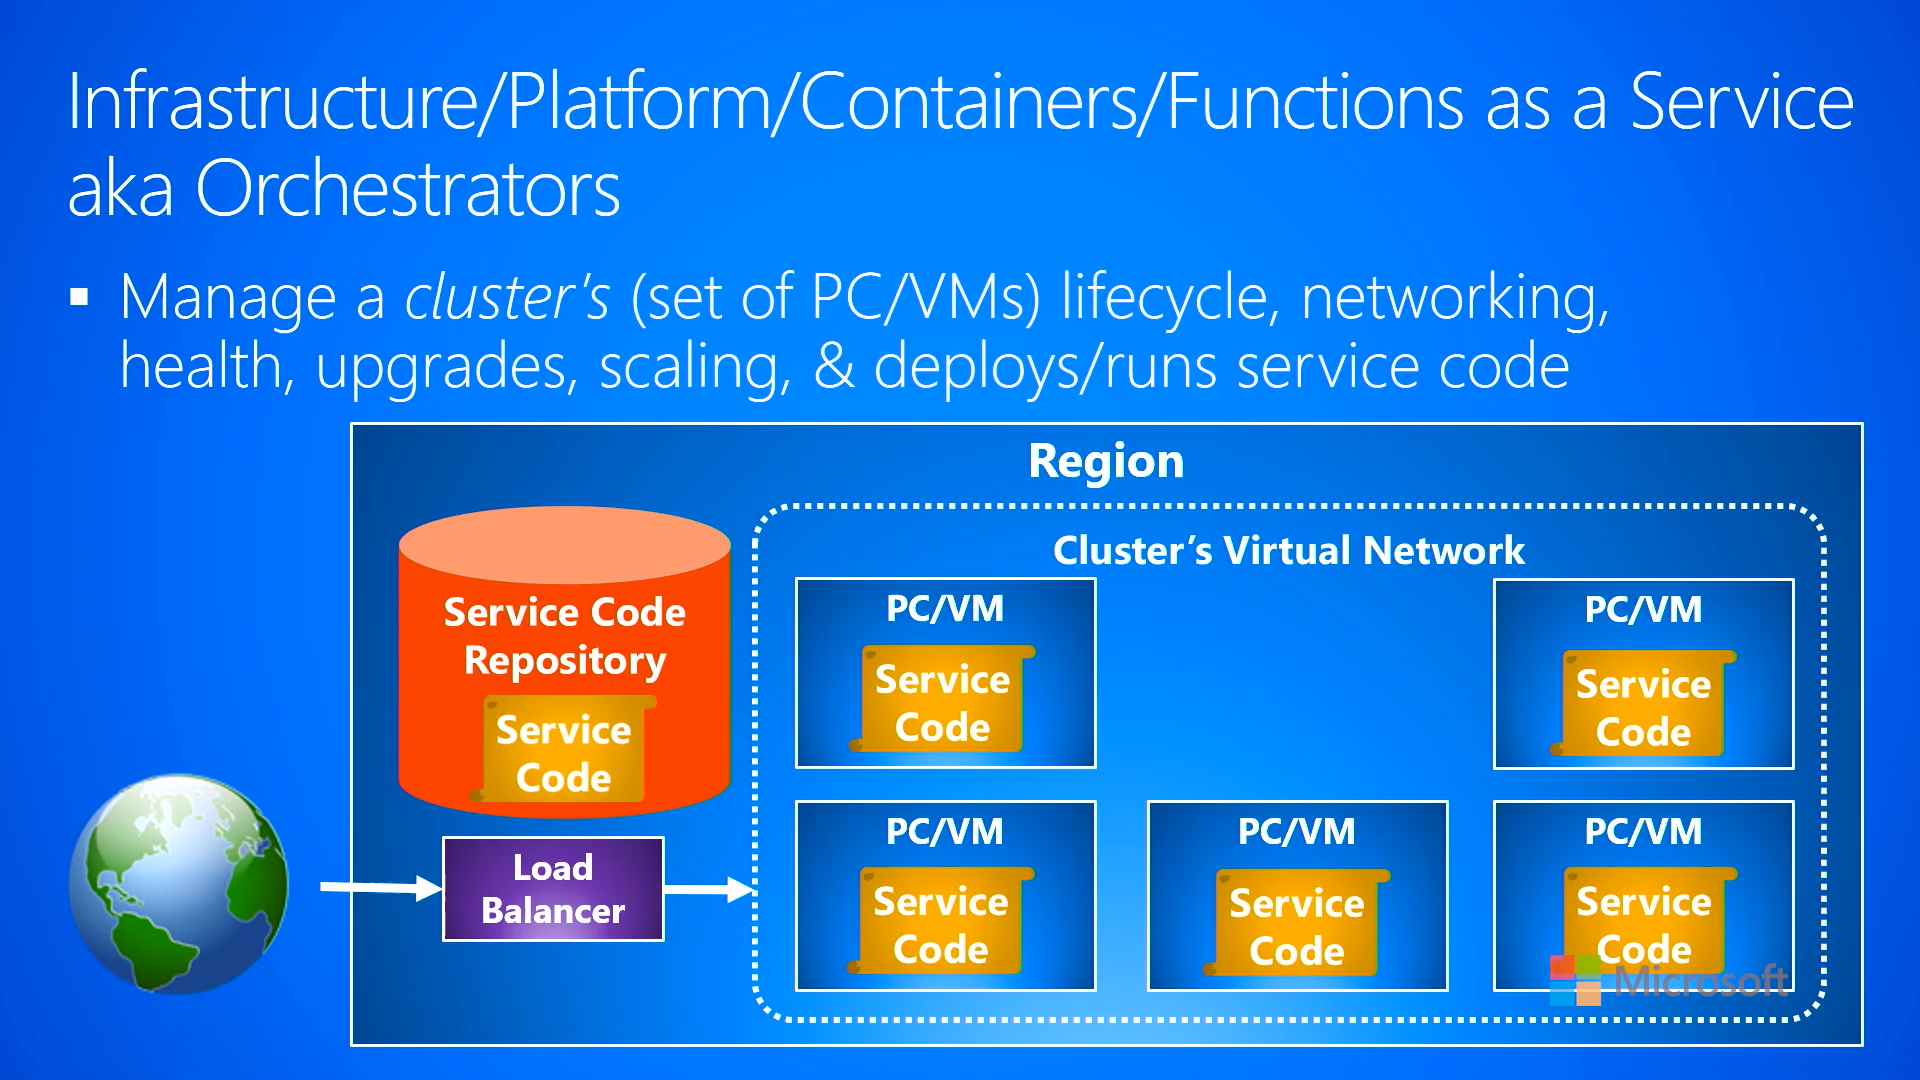 Infrastructure/Platform/Containers/Functions as a Service
aka Orchestrators
▪ Manage a cluster's (set of PC/VMs) lifecycle, networking,
health, upgrades, scaling, & deploys/runs service code
Region
Service Code
Repository
Service
Code
Load
Balancer
Cluster's Virtual Network
PC/VM
Service
Code
PC/VM
Service
Code
PC/VM
Service
Code
PC/VM
Service
Code
PC/VM
Service
Code
Microsoft